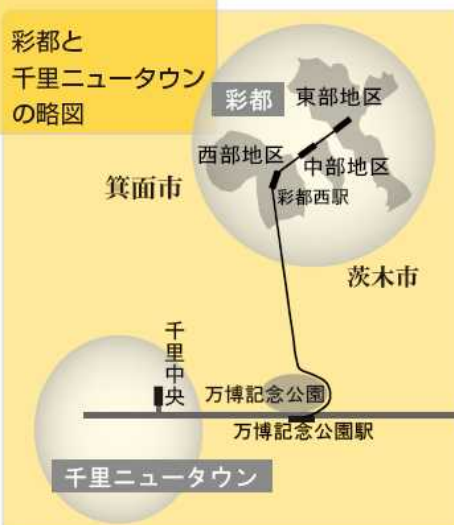 彩都と
千里ニュータウン
の略図
彩都
東部地区
西部地区
中部地区
彩都西駅
箕面市
茨木市
千里中央
万博記念公園
万博記念公園駅
千里ニュータウン